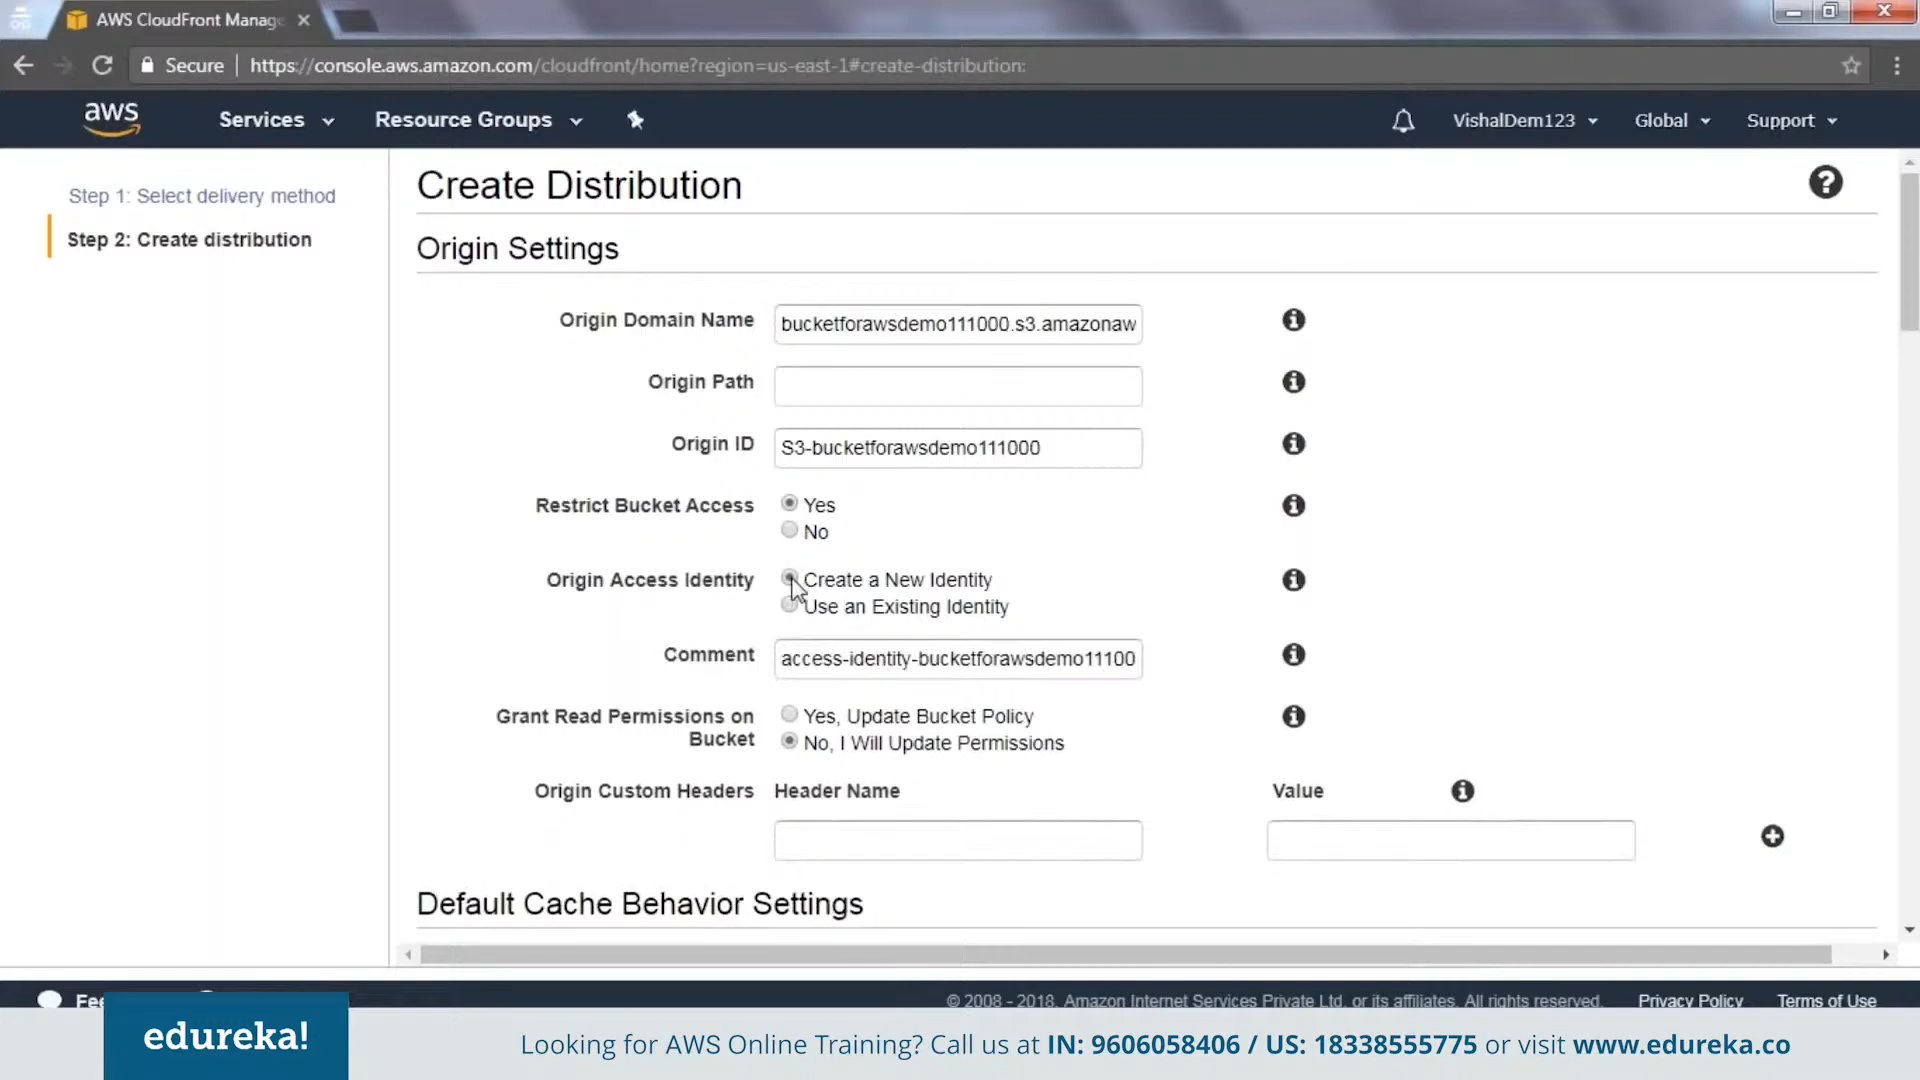 AWS CloudFront Manage
Secure | https://console.aws.amazon.com/cloudfront/home?region=us-east-1#create-distribution:
aws Services Resource Groups VishalDem123 Global Support
Step 1: Select delivery method
Step 2: Create distribution
Create Distribution
Origin Settings
Origin Domain Name bucketforawsdemo111000.s3.amazonaw
Origin Path
Origin ID S3-bucketforawsdemo111000
Restrict Bucket Access Yes
No
Origin Access Identity Create a New Identity
Use an Existing Identity
Comment access-identity-bucketforawsdemo11100
Grant Read Permissions on Bucket Yes, Update Bucket Policy
No, I Will Update Permissions
Origin Custom Headers Header Name Value
Default Cache Behavior Settings
Fee
© 2008 - 2018, Amazon Internet Services Private Ltd. or its affiliates. All rights reserved. Privacy Policy Terms of Use
edureka!
Looking for AWS Online Training? Call us at IN: 9606058406 / US: 18338555775 or visit www.edureka.co